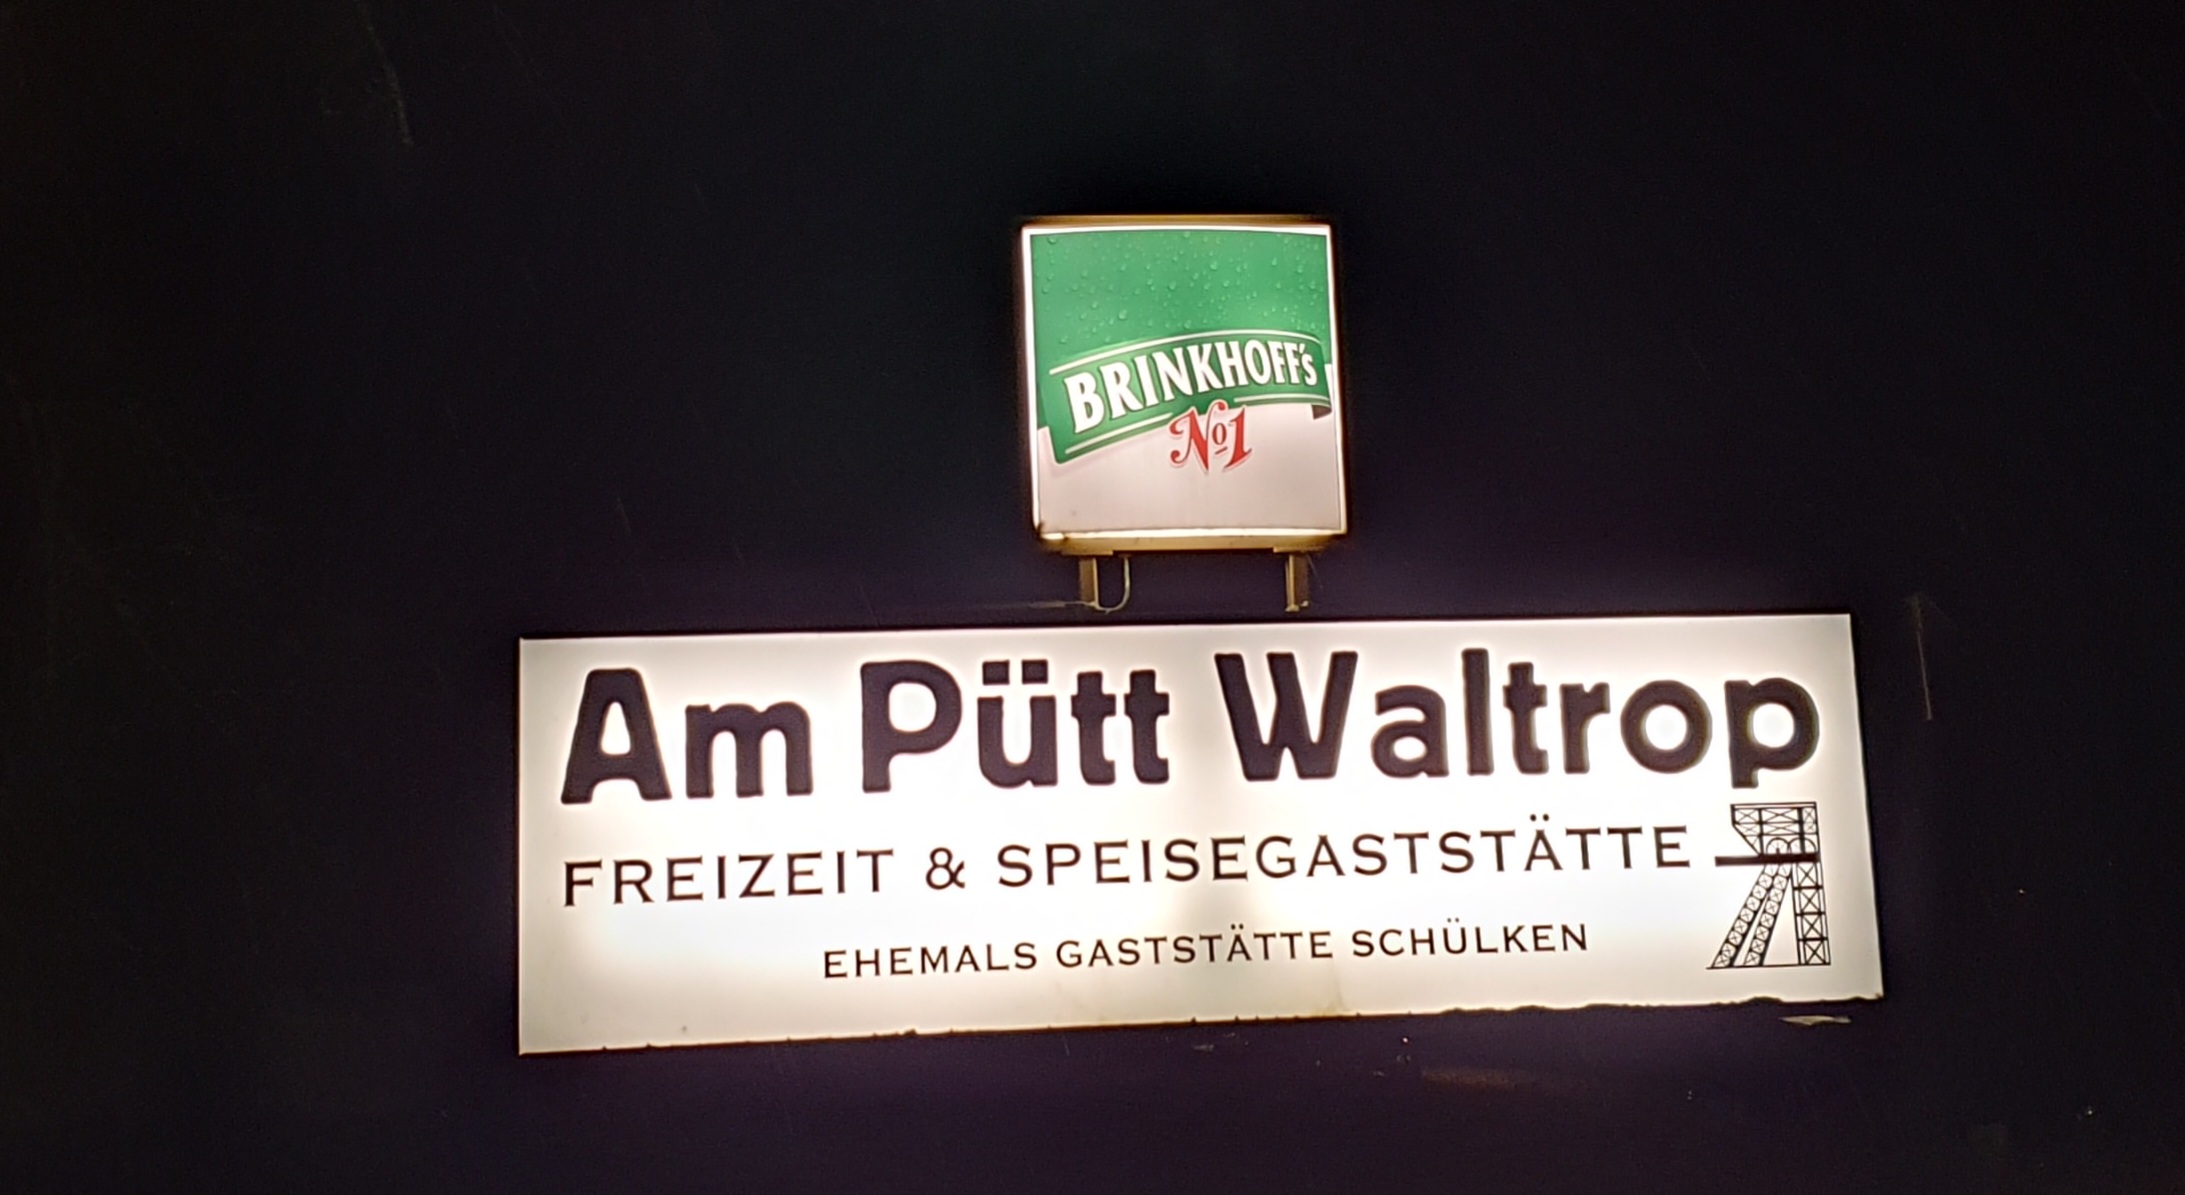 BRINKHOFF's
No1
Am Pütt Waltrop
FREIZEIT & SPEISEGASTSTÄTTE
EHEMALS GASTSTÄTTE SCHÜLKEN